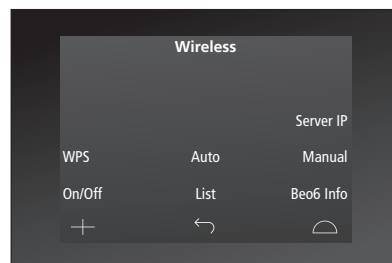 Wireless
Server IP
WPS Auto Manual
On/Off List Beo6 Info